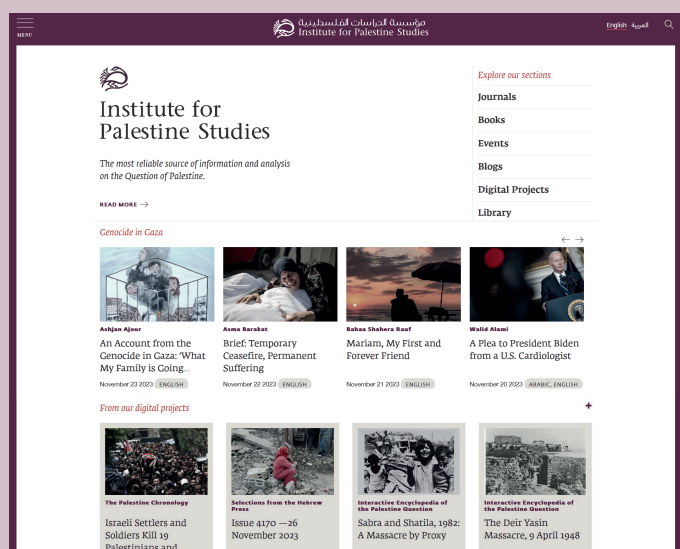 MENU
مؤسسة الدراسات الفلسطينية
Institute for Palestine Studies
English العربية
Institute for
Palestine Studies
The most reliable source of information and analysis
on the Question of Palestine.
READ MORE →
Explore our sections
Journals
Books
Events
Blogs
Digital Projects
Library
Genocide in Gaza
← →
Ashjan Ajour
An Account from the
Genocide in Gaza: ‘What
My Family is Going...
November 23 2023 ENGLISH
Asma Barakat
Brief: Temporary
Ceasefire, Permanent
Suffering
November 22 2023 ENGLISH
Bahaa Shahera Rauf
Mariam, My First and
Forever Friend
November 21 2023 ENGLISH
Walid Alami
A Plea to President Biden
from a U.S. Cardiologist
November 20 2023 ARABIC, ENGLISH
From our digital projects
+
The Palestine Chronology
Israeli Settlers and
Soldiers Kill 19
Palestinians and
Selections from the Hebrew
Press
Issue 4170 —26
November 2023
Interactive Encyclopedia of
the Palestine Question
Sabra and Shatila, 1982:
A Massacre by Proxy
Interactive Encyclopedia of
the Palestine Question
The Deir Yasin
Massacre, 9 April 1948